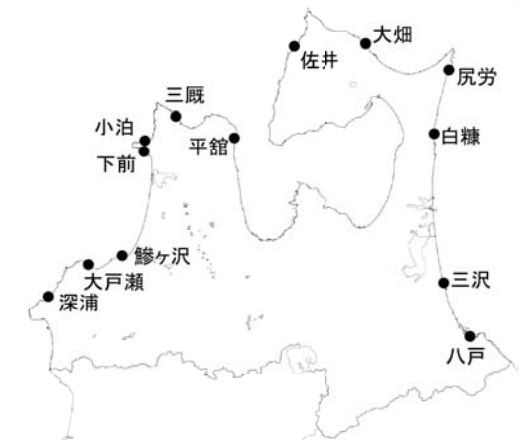 大畑
佐井
尻労
三厩
小泊
平舘
白糠
下前
鰺ヶ沢
大戸瀬
三沢
深浦
八戸